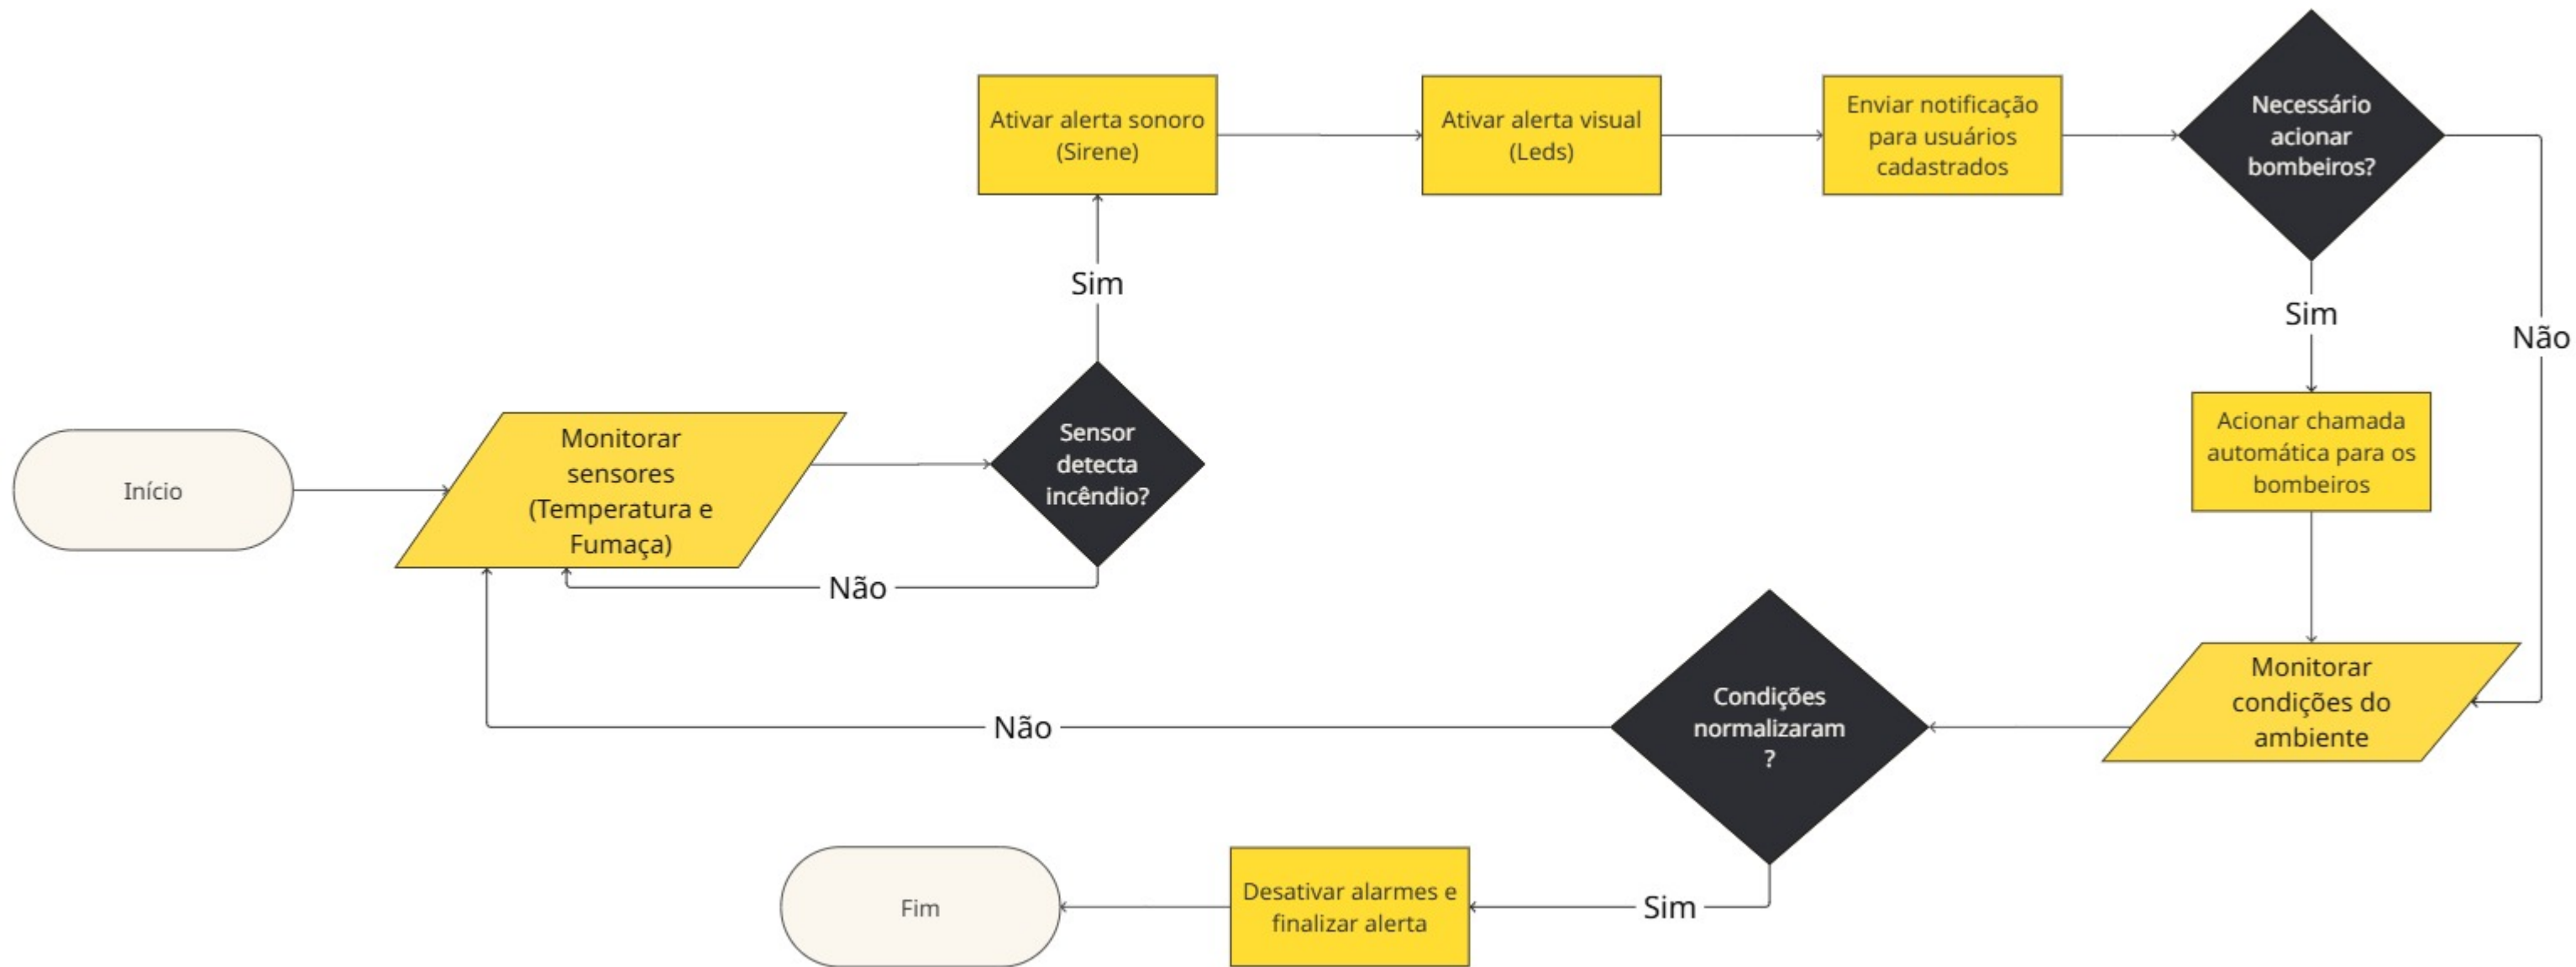 Início
Monitorar
sensores
(Temperatura e
Fumaça)
Sensor
detecta
incêndio?
Sim
Não
Ativar alerta sonoro
(Sirene)
Ativar alerta visual
(Leds)
Enviar notificação
para usuários
cadastrados
Necessário
acionar
bombeiros?
Sim
Não
Acionar chamada
automática para os
bombeiros
Monitorar
condições do
ambiente
Condições
normalizaram
?
Não
Sim
Desativar alarmes e
finalizar alerta
Fim